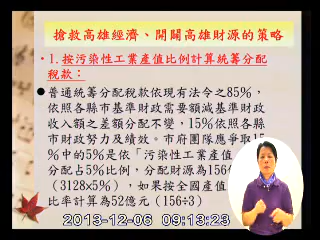 搶救高雄經濟、開闢高雄財源的策略
• 1.按污染性工業產值比例計算統籌分配
稅款：
●普通統籌分配稅款依現有法令之85%，
依照各縣市基準財政需要額減基準財政
收入額之差額分配不變，15%依照各縣
市財政努力及績效。市府團隊應爭取15
%中的5%是依「污染性工業產值
分配占5%比例，分配財源為156億
(3128x5%)，如果按全國產值
比率計算為52億元(156÷3)
2013-12-06 09:13:23